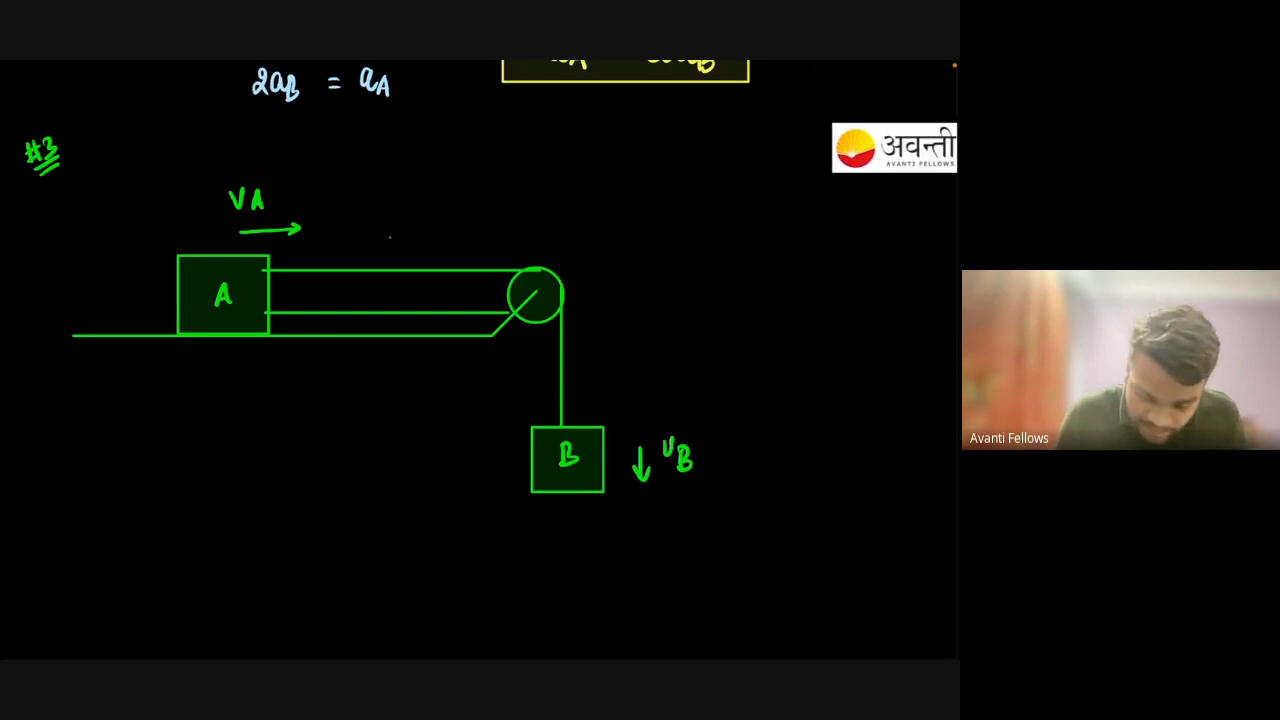 2aB = aA
#3
अवन्ती
AVANTI FELLOWS
VA
A
B
VB
Avanti Fellows